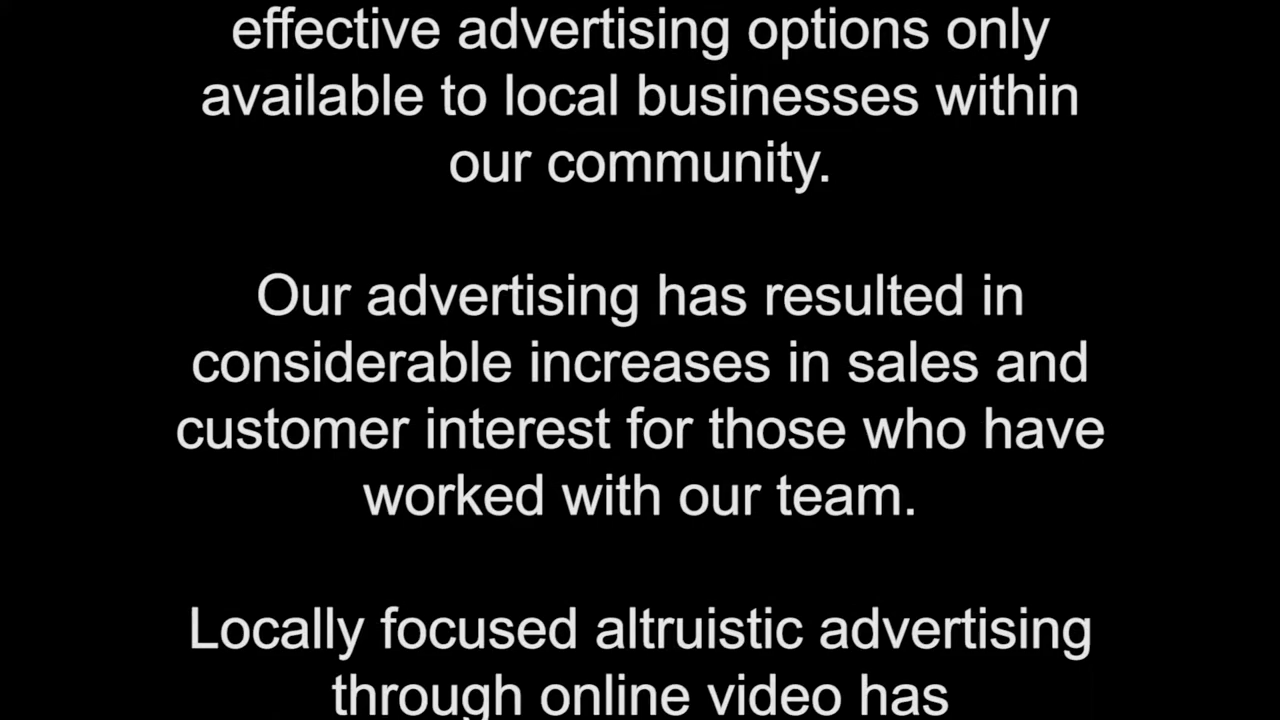 effective advertising options only
available to local businesses within
our community.
Our advertising has resulted in
considerable increases in sales and
customer interest for those who have
worked with our team.
Locally focused altruistic advertising
through online video has